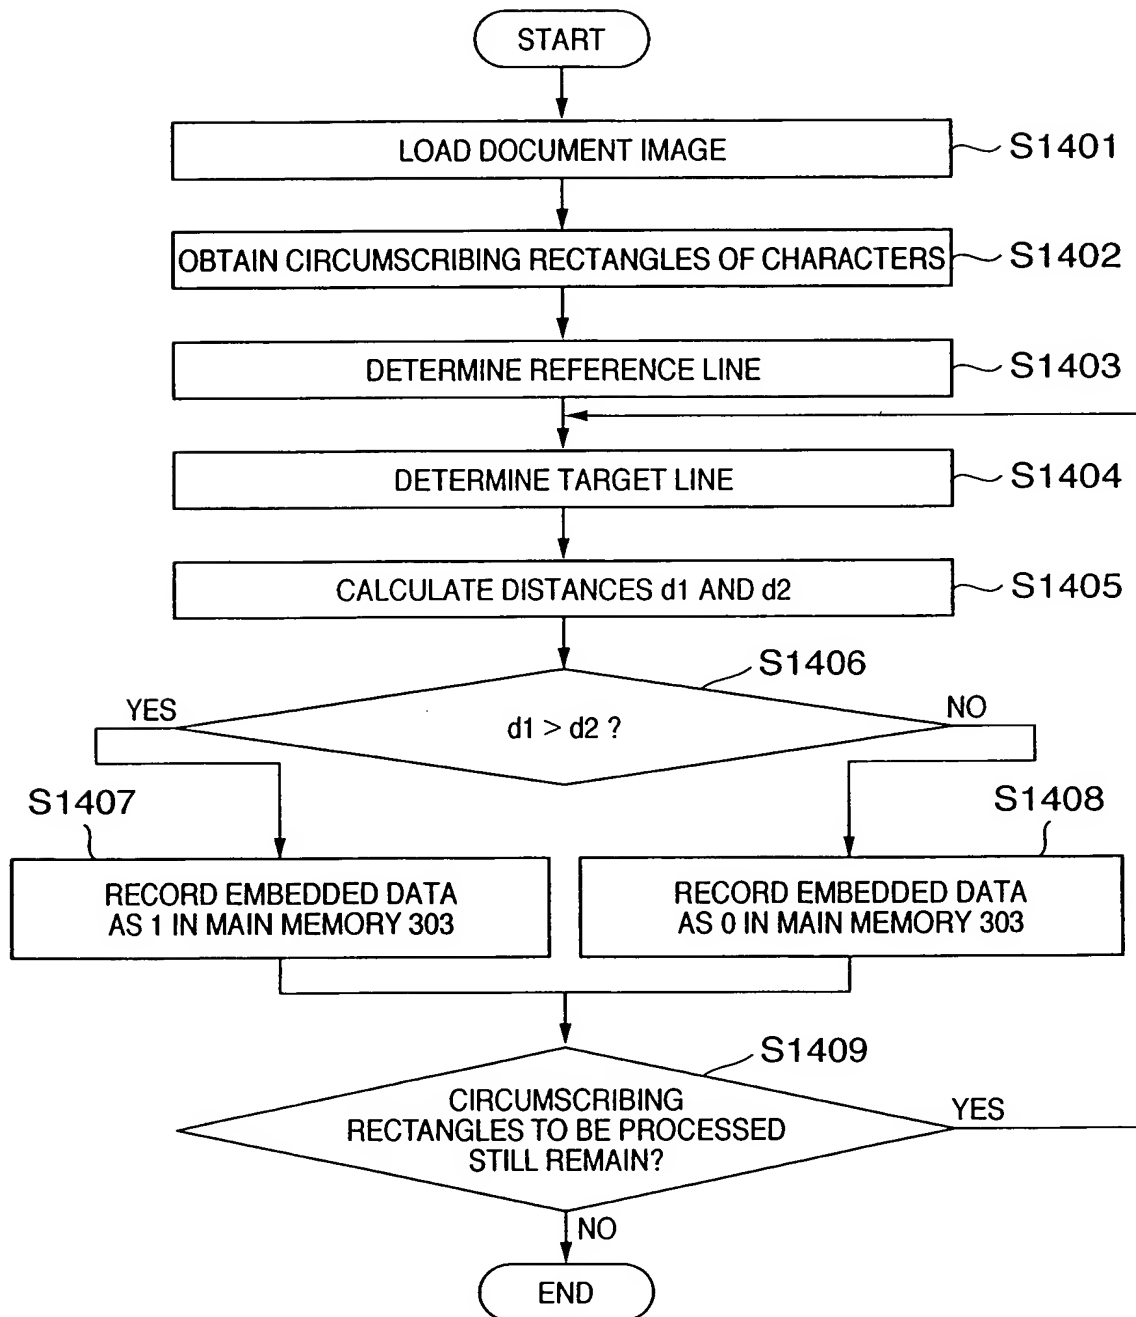 START
LOAD DOCUMENT IMAGE
S1401
OBTAIN CIRCUMSCRIBING RECTANGLES OF CHARACTERS
S1402
DETERMINE REFERENCE LINE
S1403
DETERMINE TARGET LINE
S1404
CALCULATE DISTANCES d1 AND d2
S1405
S1406
YES
d1 > d2 ?
NO
S1407
RECORD EMBEDDED DATA
AS 1 IN MAIN MEMORY 303
S1408
RECORD EMBEDDED DATA
AS 0 IN MAIN MEMORY 303
S1409
CIRCUMSCRIBING
RECTANGLES TO BE PROCESSED
STILL REMAIN?
YES
NO
END